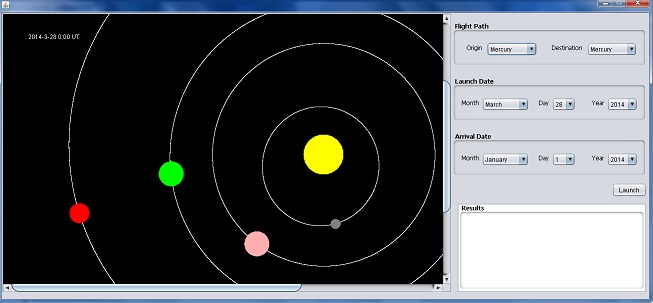 2014-3-28 0:00 UT
Flight Path
Origin Mercury Destination Mercury
Launch Date
Month March Day 28 Year 2014
Arrival Date
Month January Day 1 Year 2014
Launch
Results